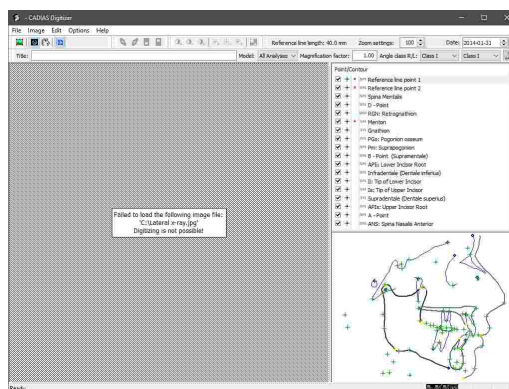 - CADIAS Digitizer
File Image Edit Options Help
Reference line length: 40.0 mm Zoom settings: 100 Date: 2014-01-31
Title: Model: All Analyses Magnification factor: 1.00 Angle class R/L: Class I Class I
Point/Contour
Reference line point 1
Reference line point 2
Spina Mentalis
D - Point
RGN: Retrognathion
Menton
Gnathion
PGo: Pogonion osseum
Pm: Suprapogonion
B - Point (Supramentale)
APIi: Lower Incisor Root
Infradentale (Dentale inferius)
Ii: Tip of Lower Incisor
Is: Tip of Upper Incisor
Supradentale (Dentale superius)
APIs: Upper Incisor Root
A - Point
ANS: Spina Nasalis Anterior
Failed to load the following image file:
"C:\Lateral x-ray.jpg"
Digitizing is not possible!
Ready